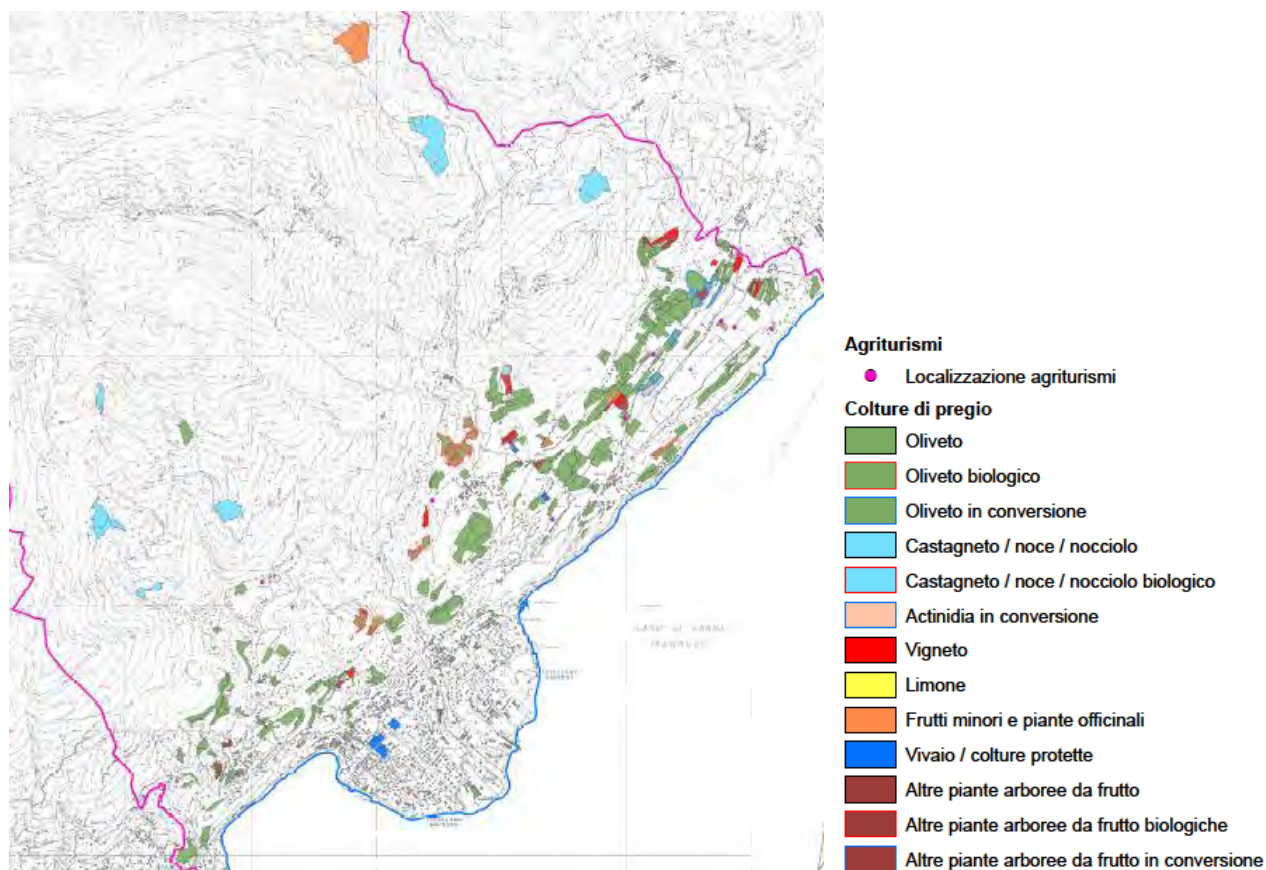 Agriturismi
Localizzazione agriturismi
Colture di pregio
Oliveto
Oliveto biologico
Oliveto in conversione
Castagneto / noce / nocciolo
Castagneto / noce / nocciolo biologico
Actinidia in conversione
Vigneto
Limone
Frutti minori e piante officinali
Vivaio / colture protette
Altre piante arboree da frutto
Altre piante arboree da frutto biologiche
Altre piante arboree da frutto in conversione